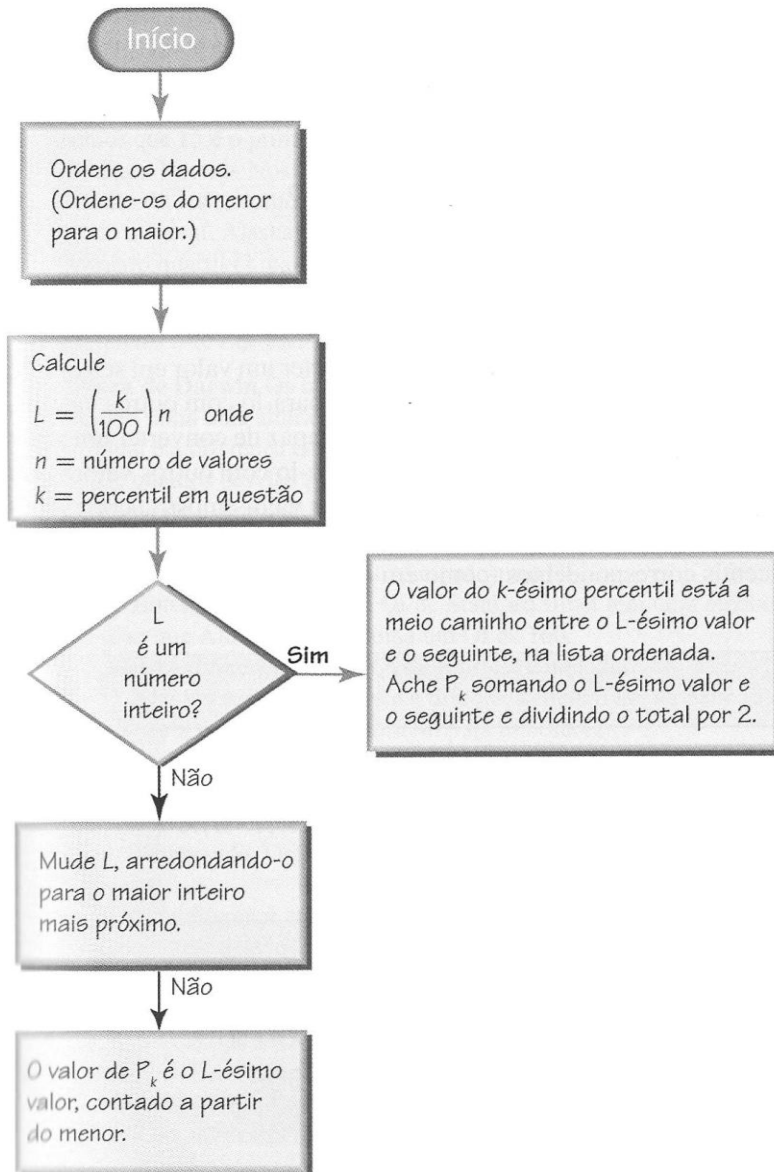 Início
Ordene os dados.
(Ordene-os do menor
para o maior.)
Calcule
L = (k/100) n onde
n = número de valores
k = percentil em questão
L
é um
número
inteiro?
Sim
O valor do k-ésimo percentil está a
meio caminho entre o L-ésimo valor
e o seguinte, na lista ordenada.
Ache Pk somando o L-ésimo valor e
o seguinte e dividindo o total por 2.
Não
Mude L, arredondando-o
para o maior inteiro
mais próximo.
Não
O valor de Pk é o L-ésimo
valor, contado a partir
do menor.